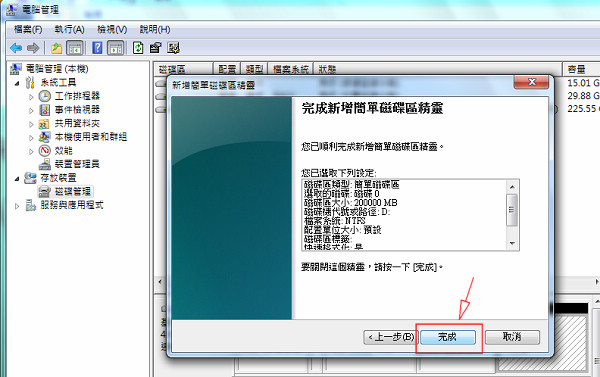 電腦管理
檔案(F) 執行(A) 檢視(V) 說明(H)
電腦管理 (本機)
系統工具
工作排程器
事件檢視器
共用資料夾
本機使用者和群組
效能
裝置管理員
存放裝置
磁碟管理
服務與應用程式
磁碟區 配置 類型 檔案系統 狀態 容量
15.01 G
29.88 G
225.55
新增簡單磁碟區精靈
完成新增簡單磁碟區精靈
您已順利完成新增簡單磁碟區精靈。
您已選取下列設定:
磁碟區類型: 簡單磁碟區
選取的磁碟: 磁碟 0
磁碟區大小: 200000 MB
磁碟機代號或路徑: D:
檔案系統: NTFS
配置單位大小: 預設
磁碟區標籤:
快速格式化: 是
要關閉這個精靈，請按一下 [完成]。
< 上一步(B) 完成 取消